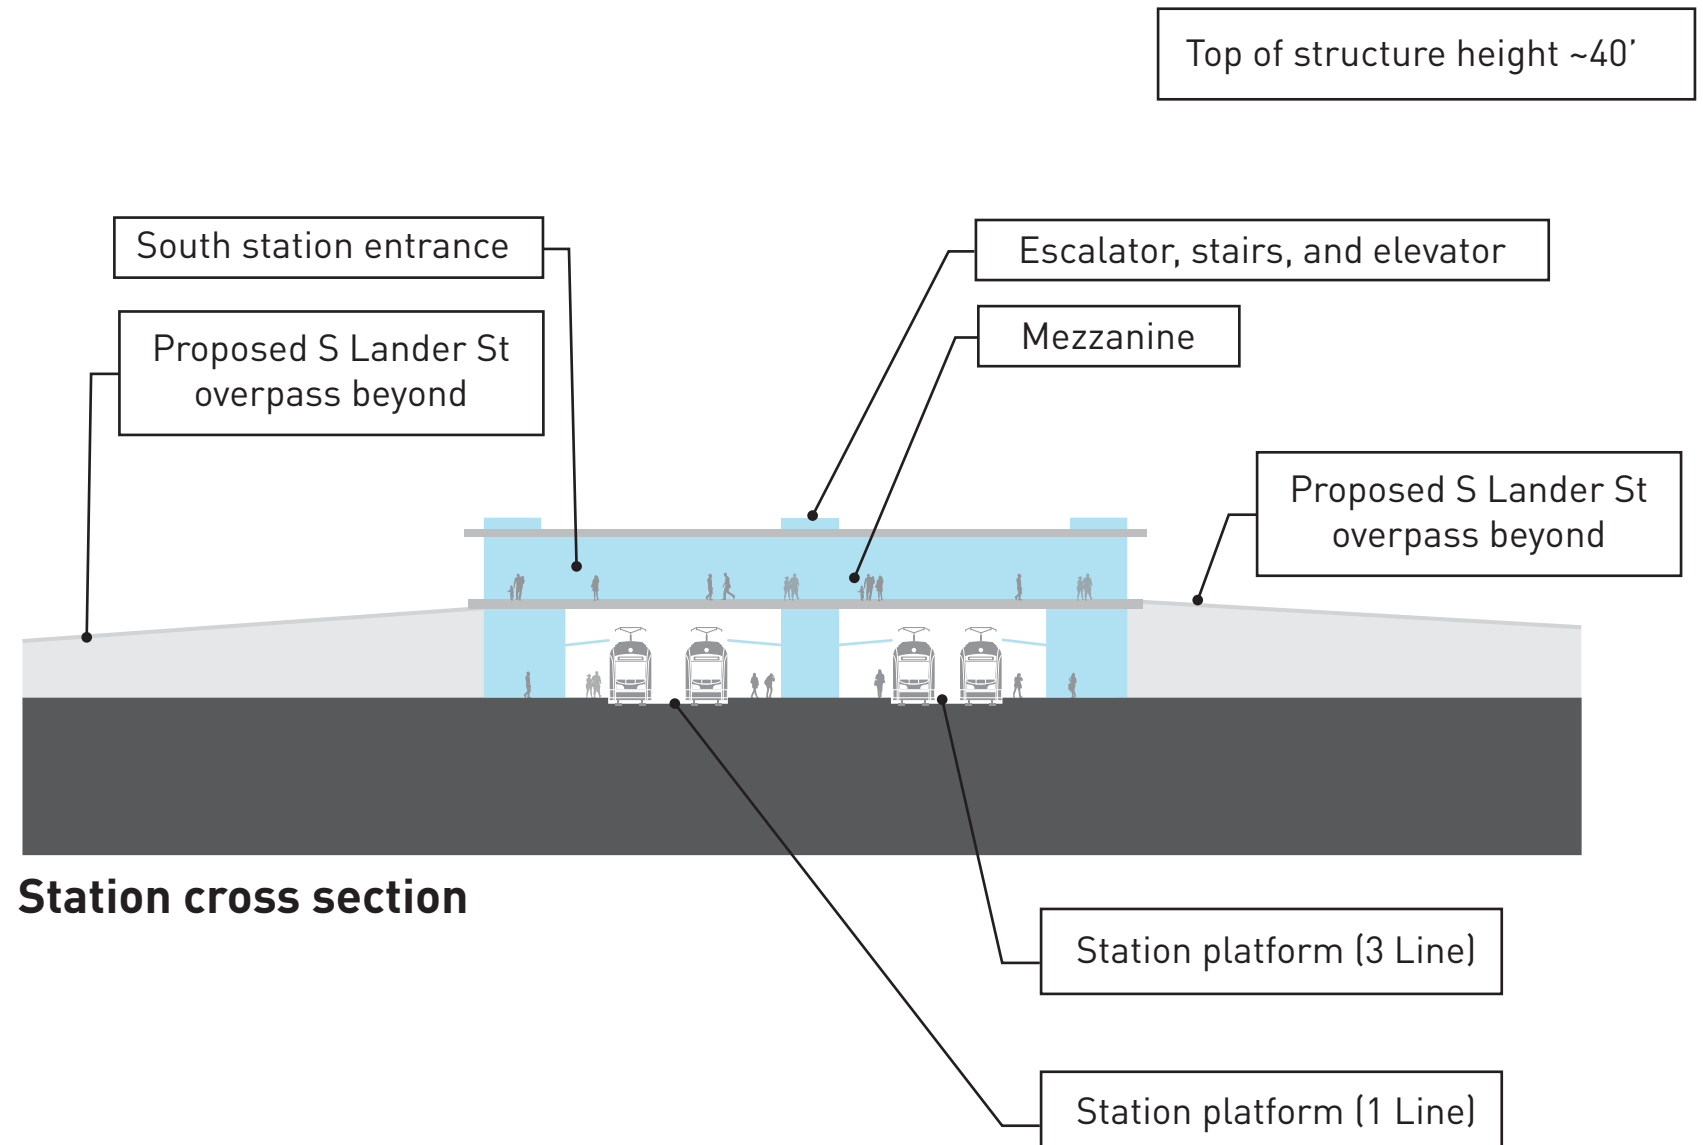 Top of structure height ~40’
South station entrance
Escalator, stairs, and elevator
Proposed S Lander St
overpass beyond
Mezzanine
Proposed S Lander St
overpass beyond
Station cross section
Station platform (3 Line)
Station platform (1 Line)